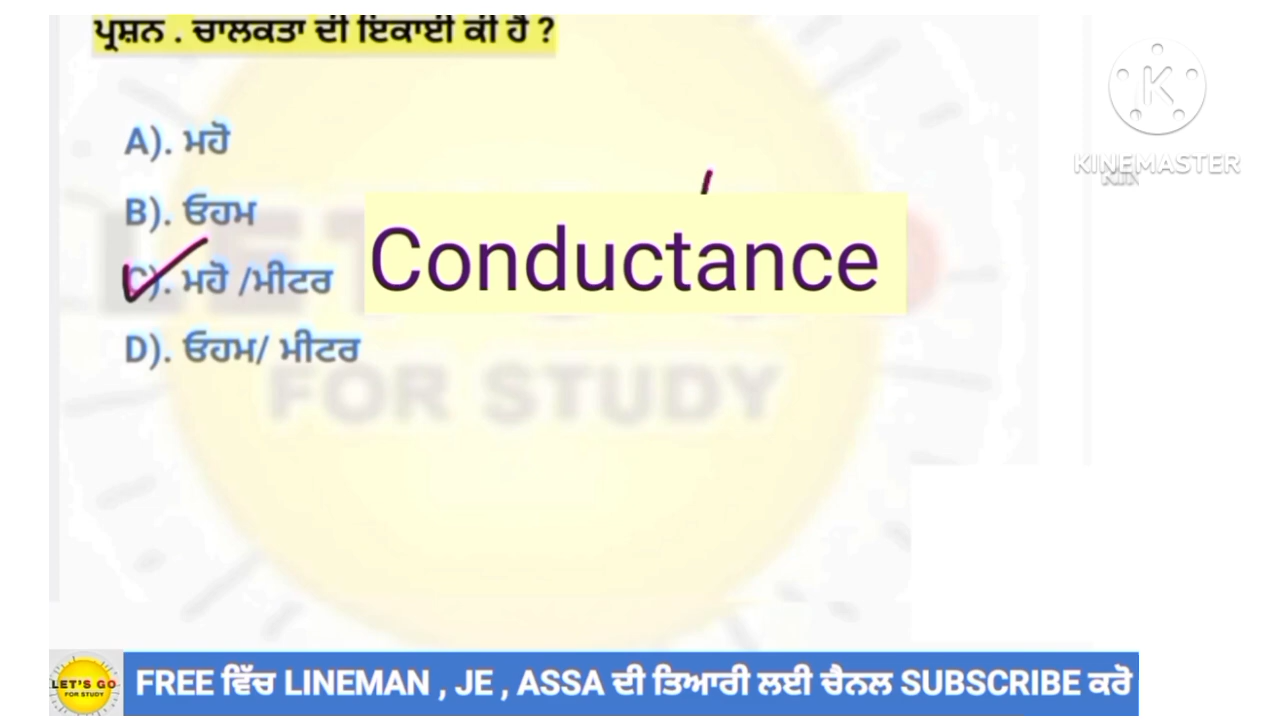 ਪ੍ਰਸ਼ਨ . ਚਾਲਕਤਾ ਦੀ ਇਕਾਈ ਕੀ ਹੈ ?
A). ਮਹੋ
B). ਓਹਮ
C). ਮਹੋ /ਮੀਟਰ
D). ਓਹਮ/ ਮੀਟਰ
Conductance
FOR STUDY
KINEMASTER
LET'S GO
FOR STUDY
FREE ਵਿੱਚ LINEMAN , JE , ASSA ਦੀ ਤਿਆਰੀ ਲਈ ਚੈਨਲ SUBSCRIBE ਕਰੋ